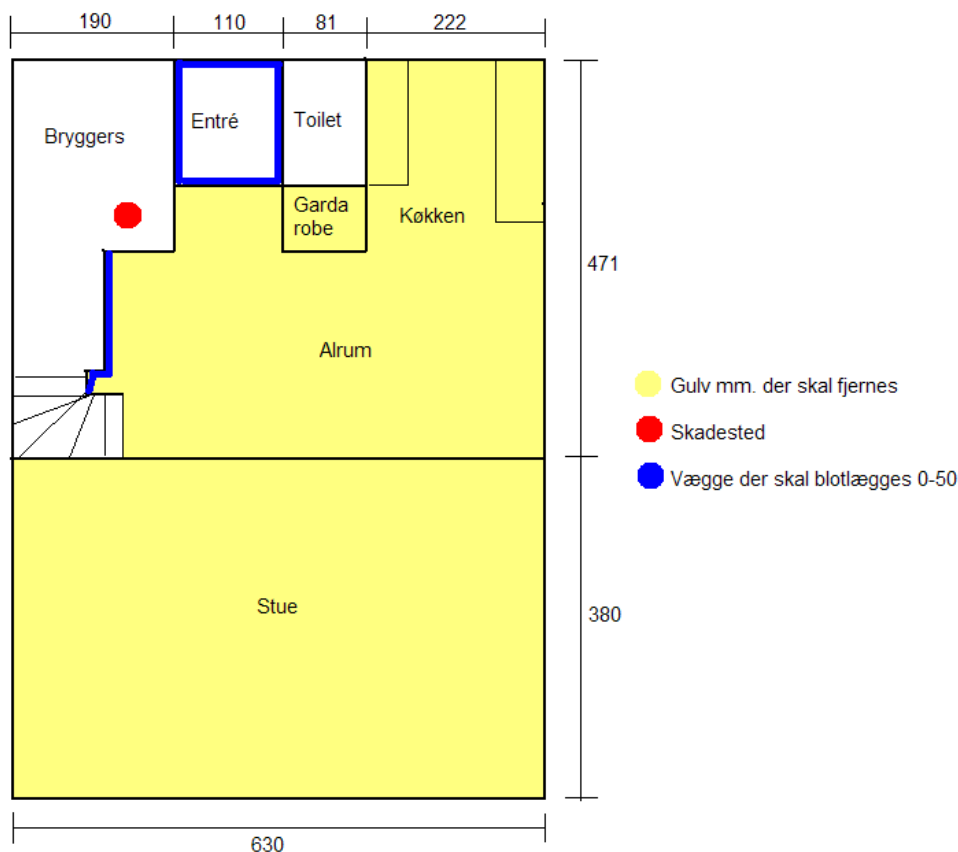 190
110
81
222
Bryggers
Entré
Toilet
Garda
robe
Køkken
471
Alrum
Gulv mm. der skal fjernes
Skadested
Vægge der skal blotlægges 0-50
Stue
380
630